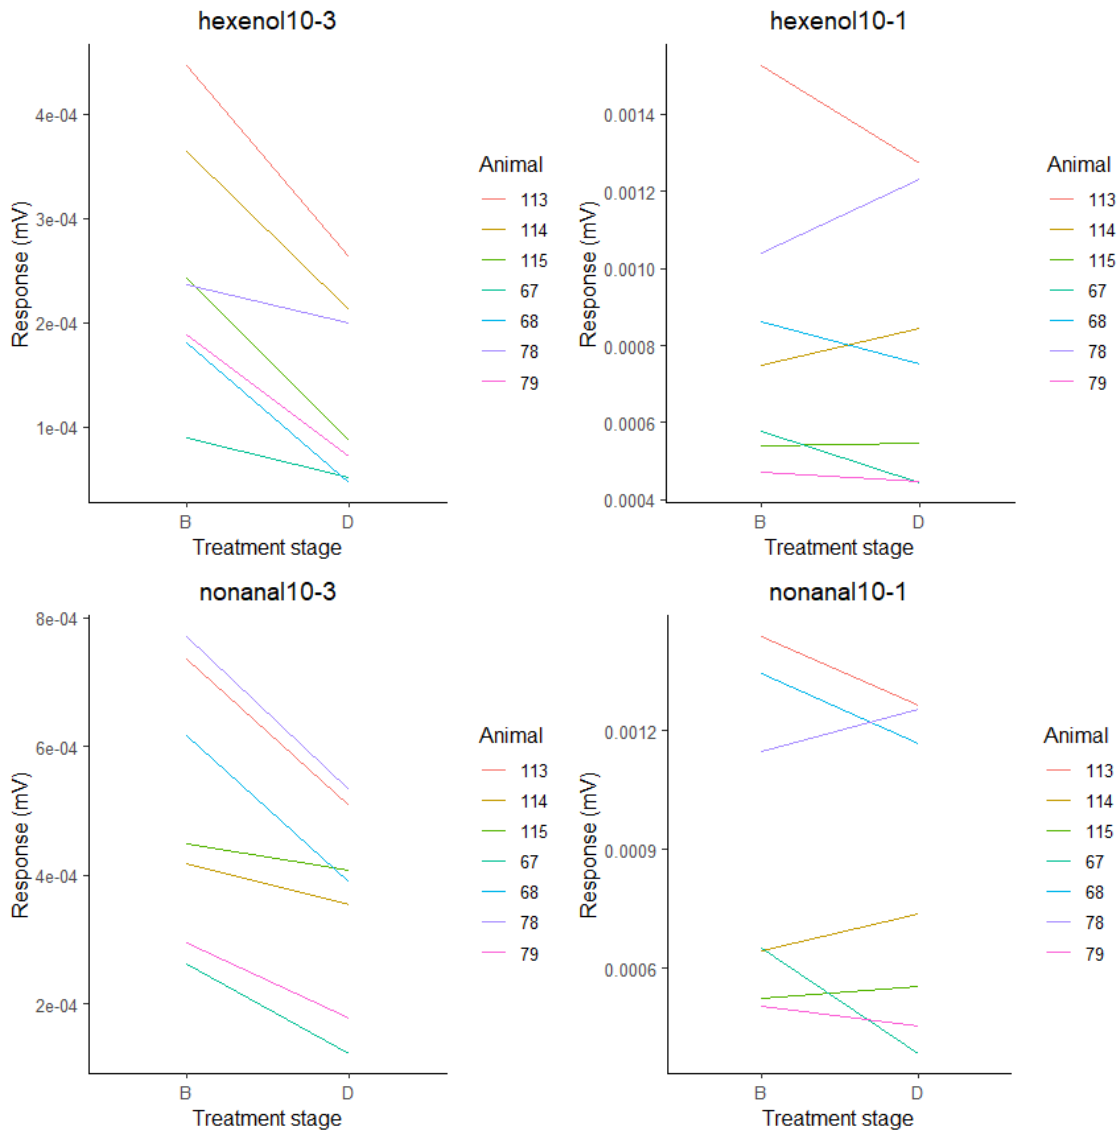 hexenol10-3
4e-04
3e-04
2e-04
1e-04
Response (mV)
B D
Treatment stage
Animal
113
114
115
67
68
78
79
hexenol10-1
0.0014
0.0012
0.0010
0.0008
0.0006
0.0004
Response (mV)
B D
Treatment stage
Animal
113
114
115
67
68
78
79
nonanal10-3
8e-04
6e-04
4e-04
2e-04
Response (mV)
B D
Treatment stage
Animal
113
114
115
67
68
78
79
nonanal10-1
0.0012
0.0009
0.0006
Response (mV)
B D
Treatment stage
Animal
113
114
115
67
68
78
79